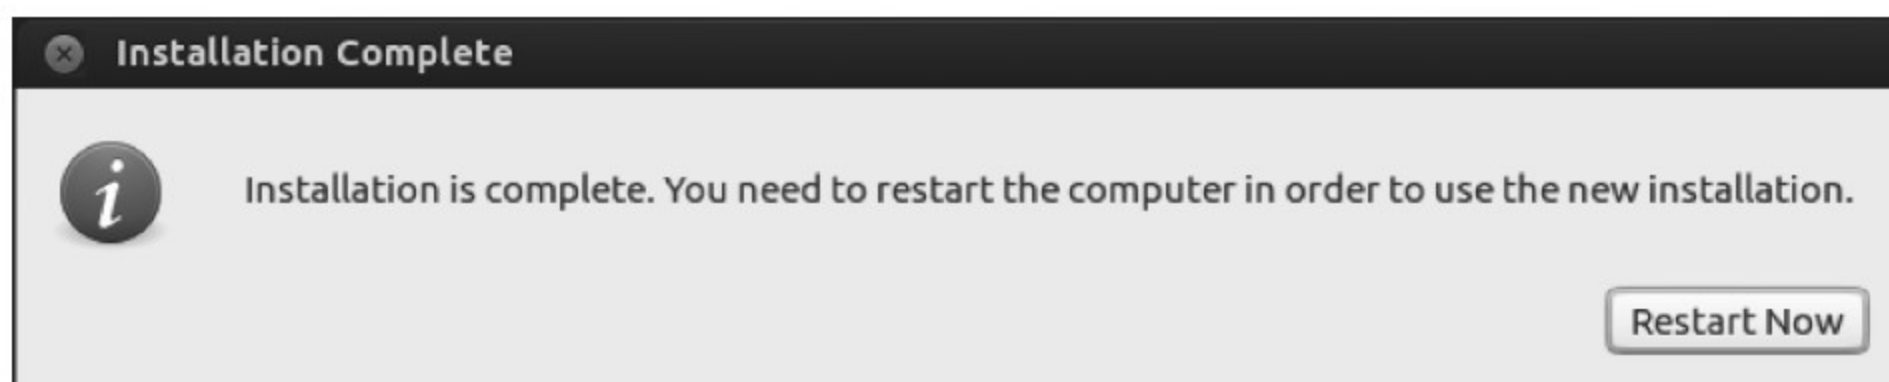 Installation Complete
Installation is complete. You need to restart the computer in order to use the new installation.
Restart Now